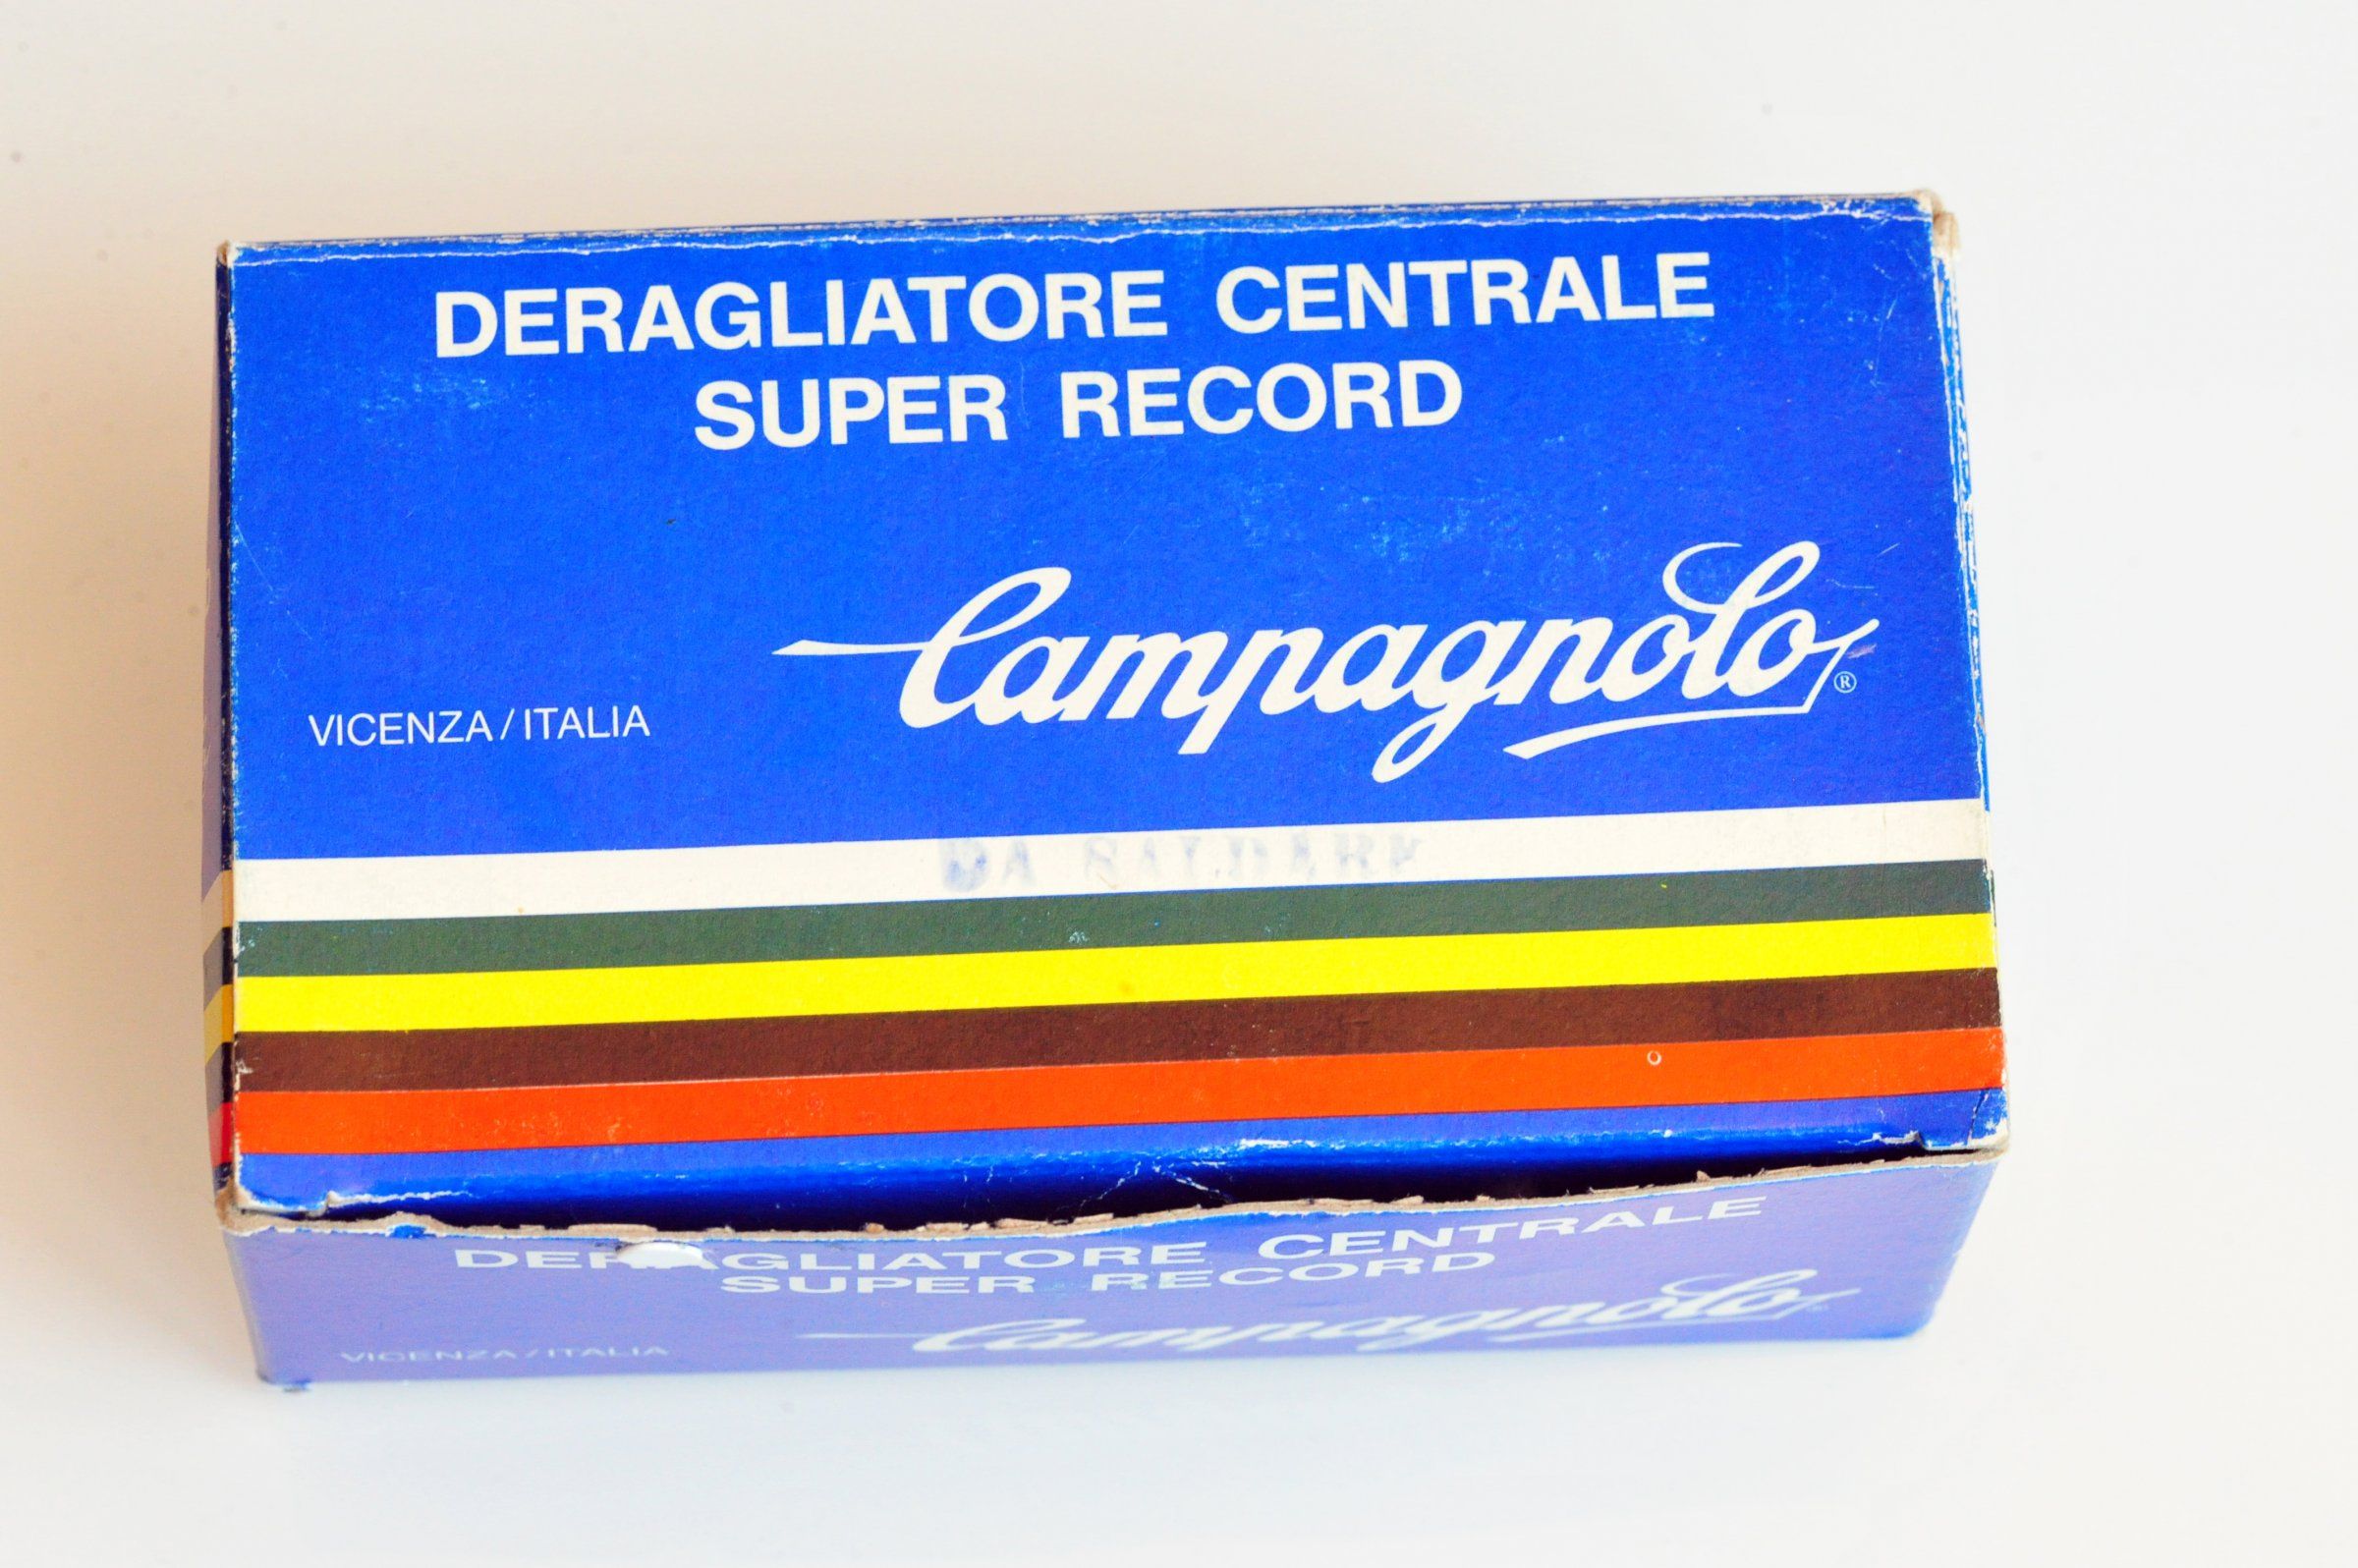 DERAGLIATORE CENTRALE
SUPER RECORD
Campagnolo®
VICENZA / ITALIA
DA SALDARE
DERAGLIATORE CENTRALE
SUPER RECORD
Campagnolo®
VICENZA / ITALIA